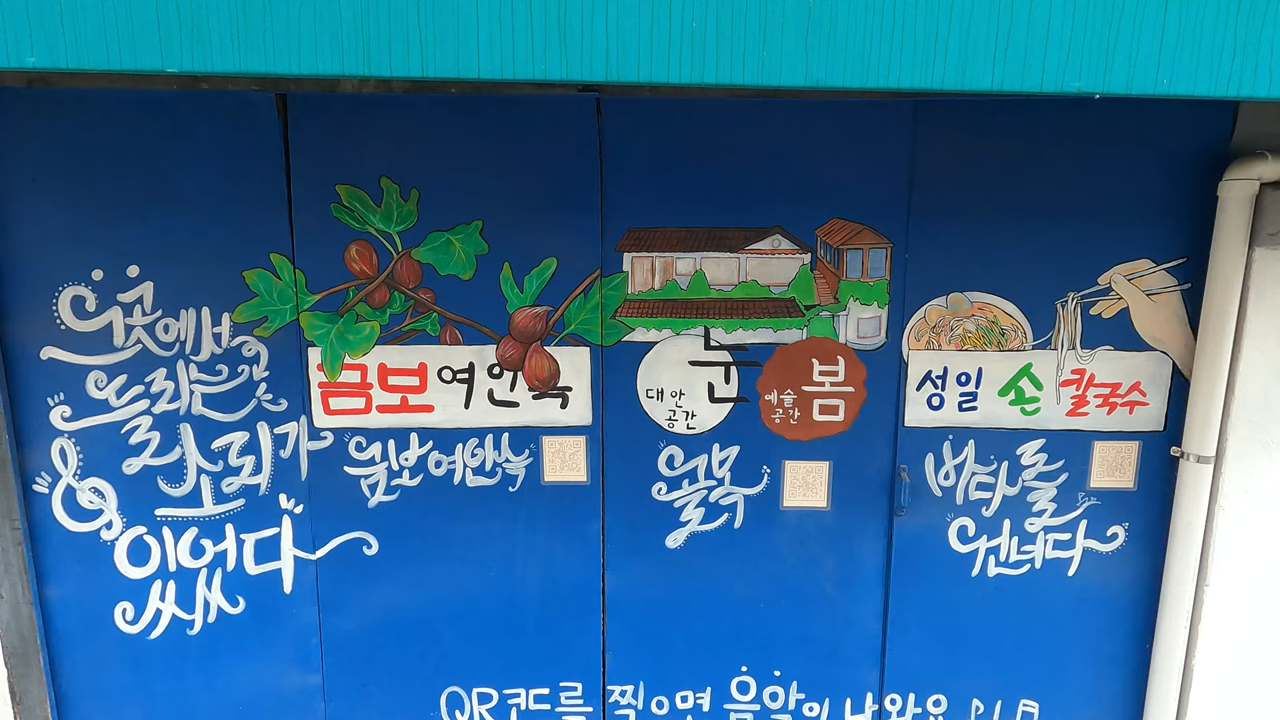 그곳에서
들리는
소리가
있었다
금보여인숙
금보여인숙
대안
공간
눈
예술
공간
봄
골목
성일 손 칼국수
바다를
건너다
QR코드를 찍으면 음악이 나와요